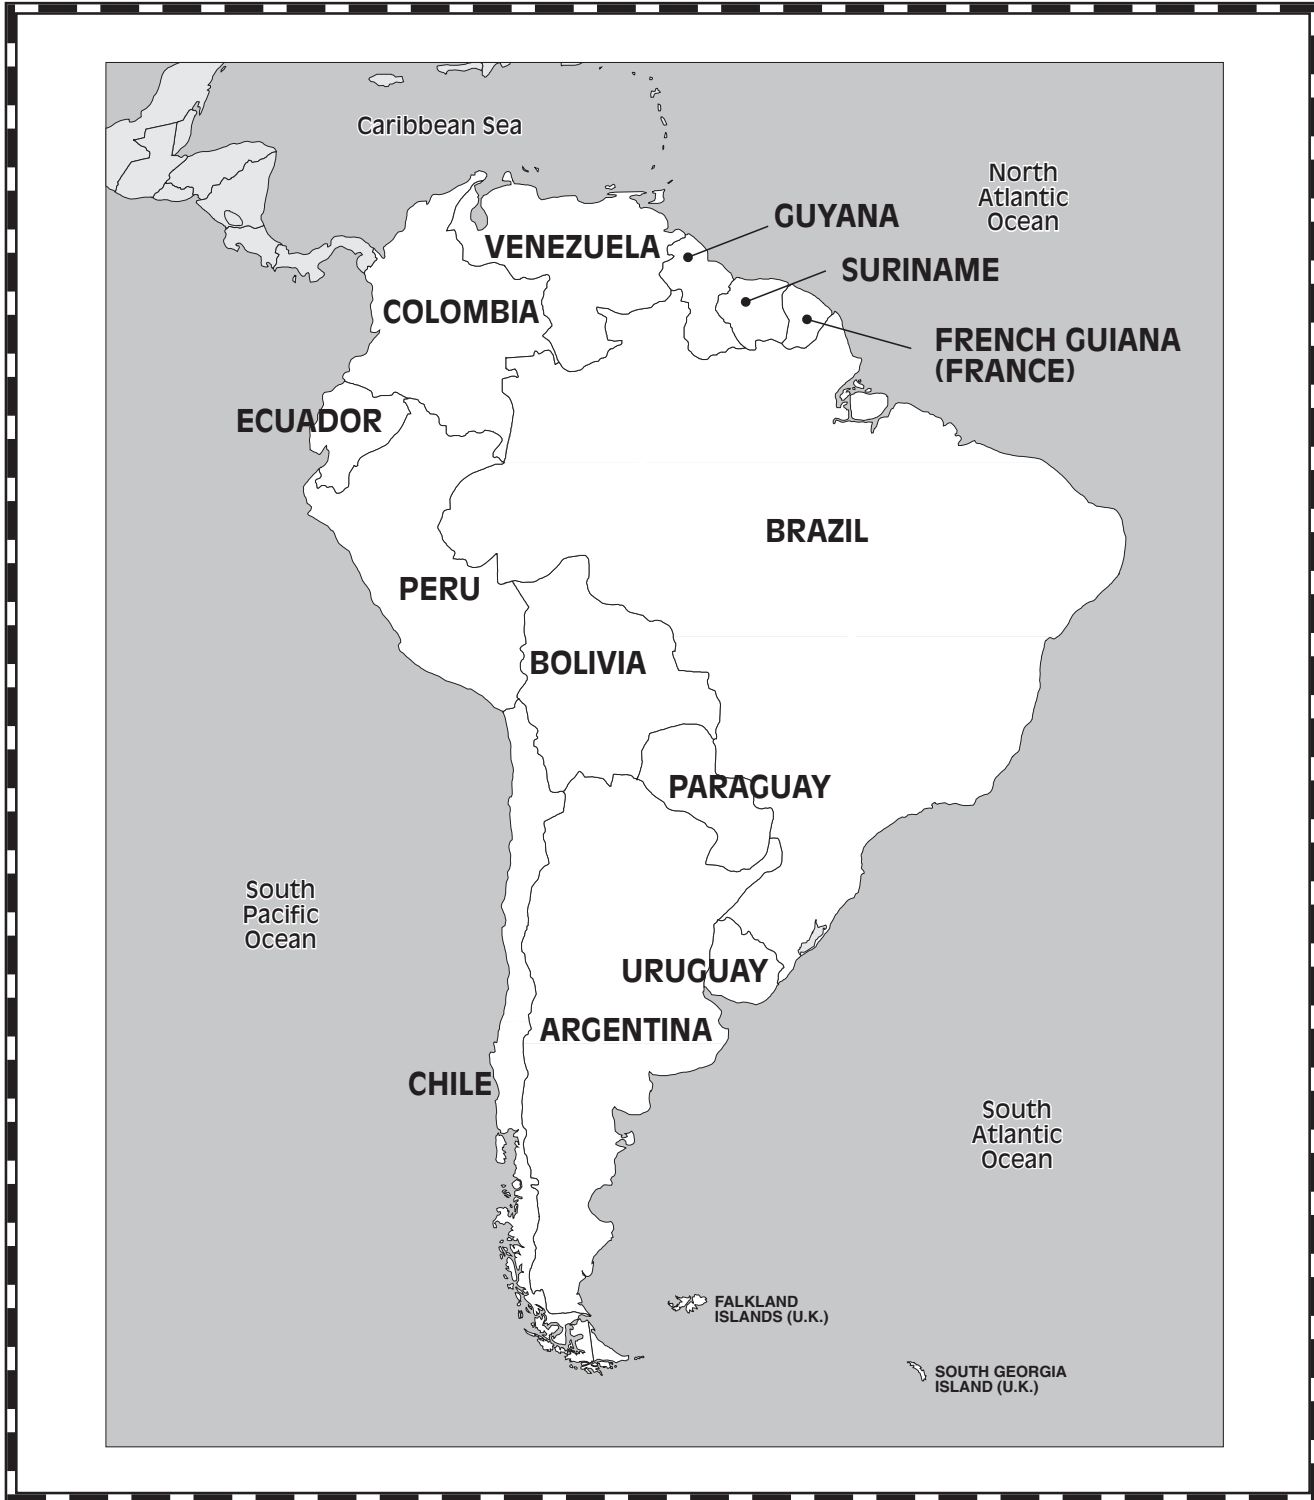 Caribbean Sea
North
Atlantic
Ocean
GUYANA
VENEZUELA
SURINAME
COLOMBIA
FRENCH GUIANA
(FRANCE)
ECUADOR
BRAZIL
PERU
BOLIVIA
PARAGUAY
South
Pacific
Ocean
URUGUAY
ARGENTINA
CHILE
South
Atlantic
Ocean
FALKLAND
ISLANDS (U.K.)
SOUTH GEORGIA
ISLAND (U.K.)